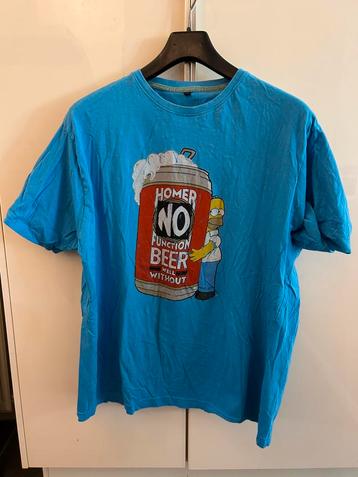 HOMER
NO
FUNCTION
BEER
WELL
WITHOUT